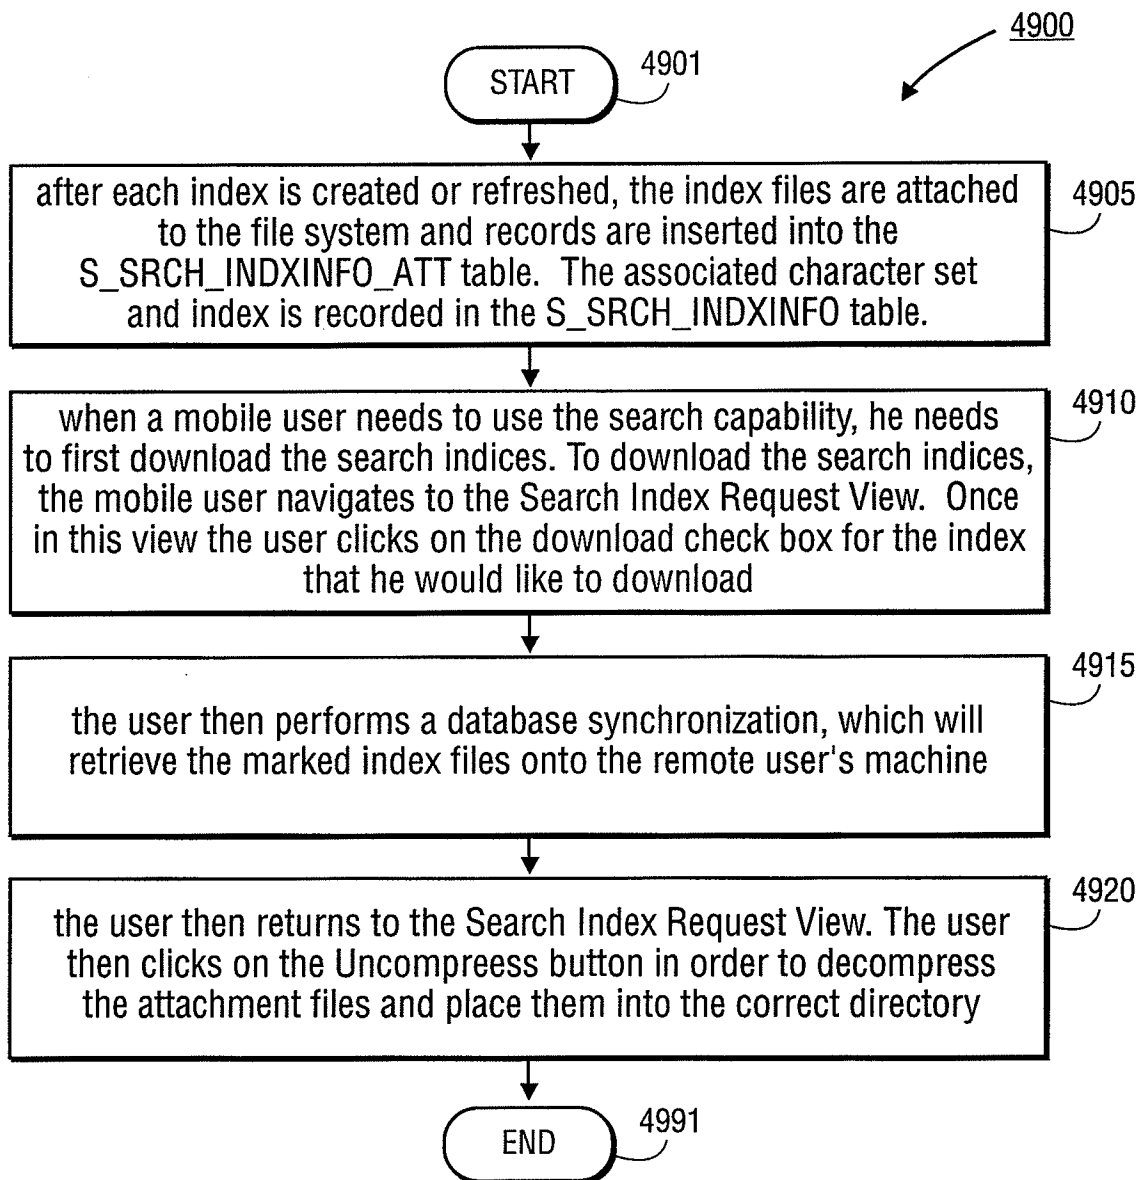 4900
START
4901
after each index is created or refreshed, the index files are attached
to the file system and records are inserted into the
S_SRCH_INDXINFO_ATT table. The associated character set
and index is recorded in the S_SRCH_INDXINFO table.
4905
when a mobile user needs to use the search capability, he needs
to first download the search indices. To download the search indices,
the mobile user navigates to the Search Index Request View. Once
in this view the user clicks on the download check box for the index
that he would like to download
4910
the user then performs a database synchronization, which will
retrieve the marked index files onto the remote user's machine
4915
the user then returns to the Search Index Request View. The user
then clicks on the Uncompreess button in order to decompress
the attachment files and place them into the correct directory
4920
END
4991